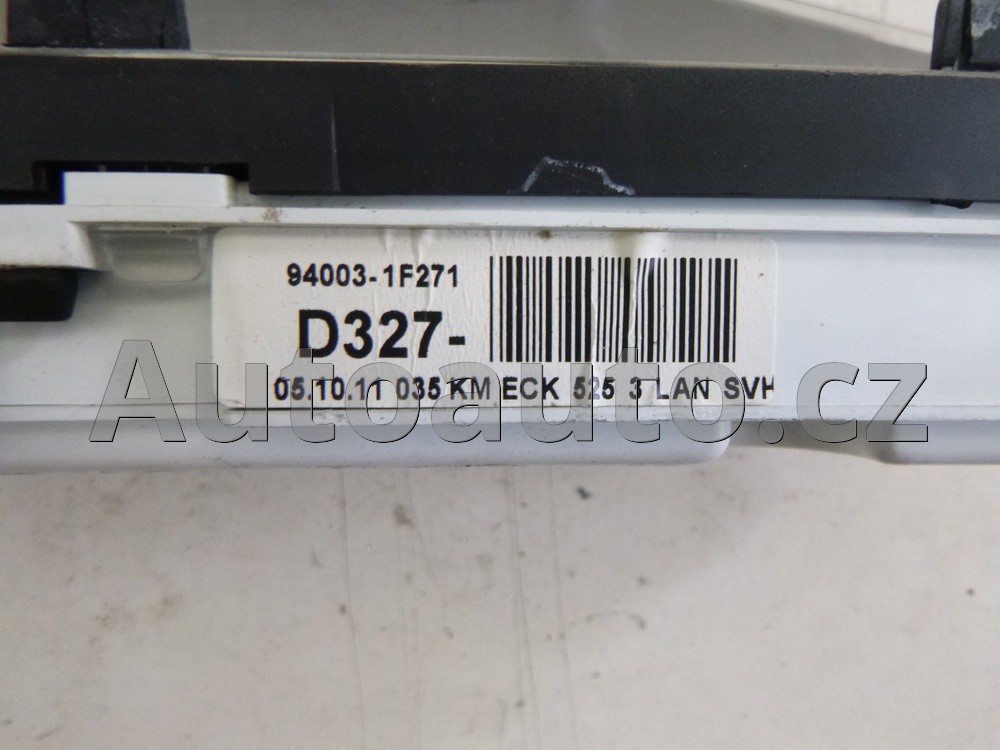 94003-1F271
D327-
05.10.11 035 KM ECK 525 3 LAN SVH
Autoauto.cz